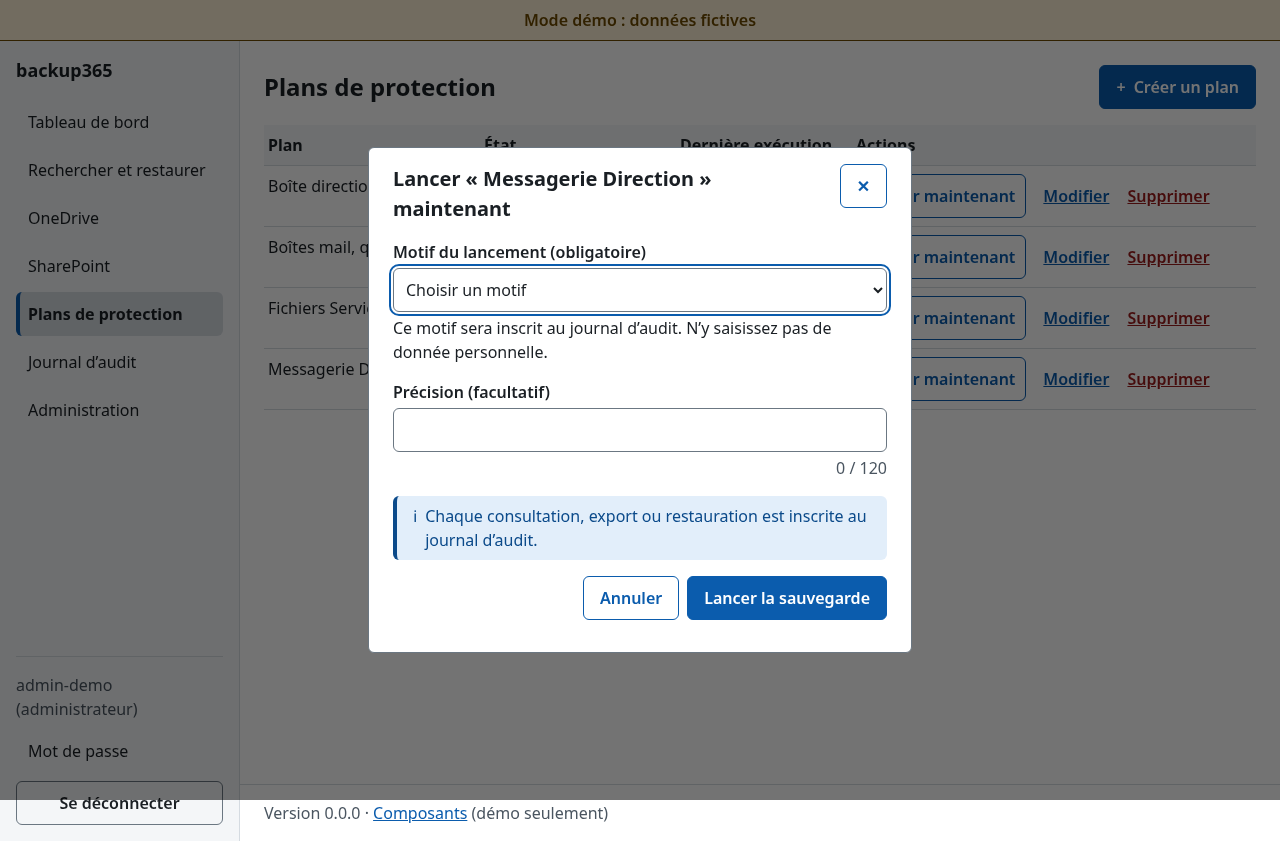 Mode démo : données fictives
backup365
Tableau de bord
Rechercher et restaurer
OneDrive
SharePoint
Plans de protection
Journal d’audit
Administration
admin-demo
(administrateur)
Mot de passe
Se déconnecter
Plans de protection
+ Créer un plan
Plan État Dernière exécution Actions
Boîte maintenant Modifier Supprimer
Boîtes mail, maintenant Modifier Supprimer
Fichiers maintenant Modifier Supprimer
Messagerie maintenant Modifier Supprimer
Lancer « Messagerie Direction »
maintenant
×
Motif du lancement (obligatoire)
Choisir un motif
Ce motif sera inscrit au journal d’audit. N’y saisissez pas de
donnée personnelle.
Précision (facultatif)
0 / 120
i Chaque consultation, export ou restauration est inscrite au
journal d’audit.
Annuler
Lancer la sauvegarde
Version 0.0.0 · Composants (démo seulement)